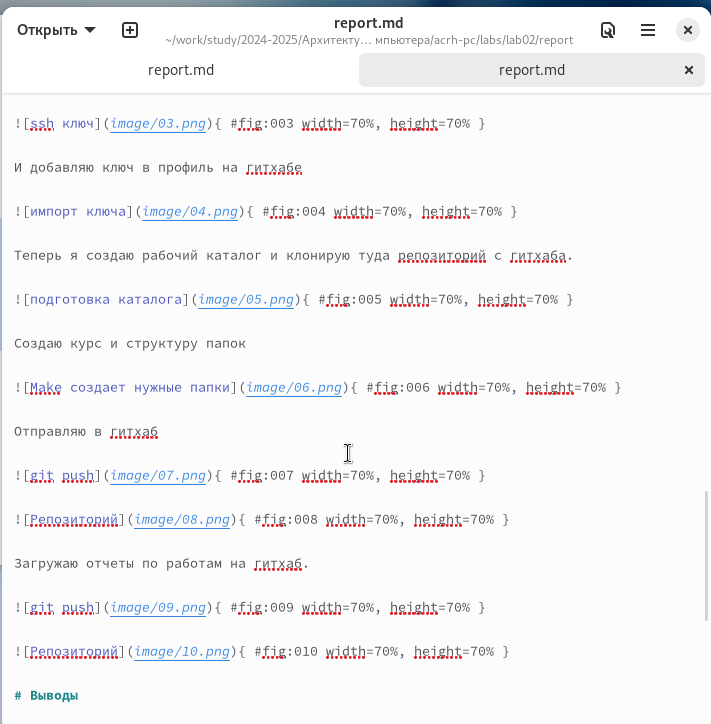 Открыть
report.md
~/work/study/2024-2025/Архитекту… мпьютера/acrh-pc/labs/lab02/report
report.md
report.md
![ssh ключ](image/03.png){ #fig:003 width=70%, height=70% }
И добавляю ключ в профиль на гитхабе
![импорт ключа](image/04.png){ #fig:004 width=70%, height=70% }
Теперь я создаю рабочий каталог и клонирую туда репозиторий с гитхаба.
![подготовка каталога](image/05.png){ #fig:005 width=70%, height=70% }
Создаю курс и структуру папок
![Make создает нужные папки](image/06.png){ #fig:006 width=70%, height=70% }
Отправляю в гитхаб
![git push](image/07.png){ #fig:007 width=70%, height=70% }
![Репозиторий](image/08.png){ #fig:008 width=70%, height=70% }
Загружаю отчеты по работам на гитхаб.
![git push](image/09.png){ #fig:009 width=70%, height=70% }
![Репозиторий](image/10.png){ #fig:010 width=70%, height=70% }
# Выводы